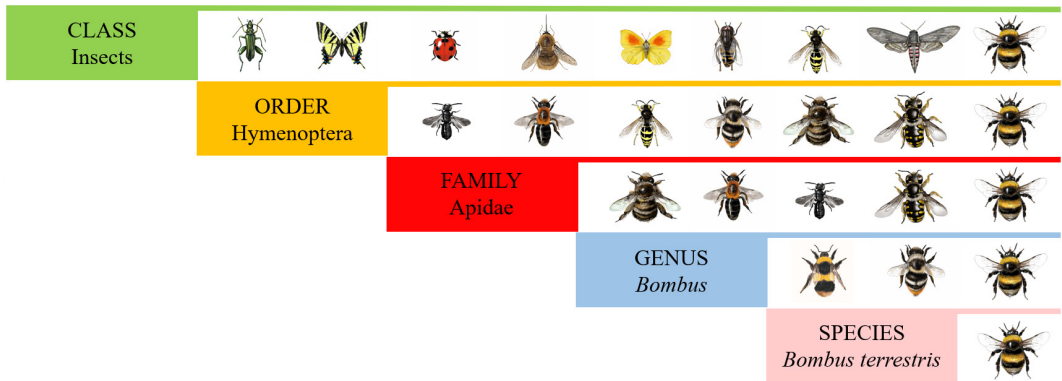 CLASS
Insects
ORDER
Hymenoptera
FAMILY
Apidae
GENUS
Bombus
SPECIES
Bombus terrestris